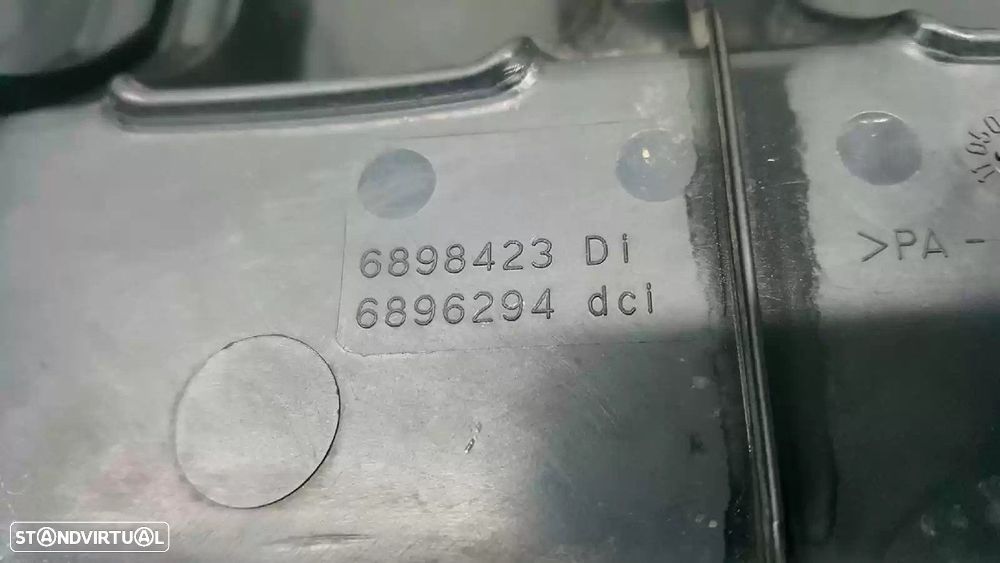 6898423 Di
6896294 dci
>PA-
STANDVIRTUAL